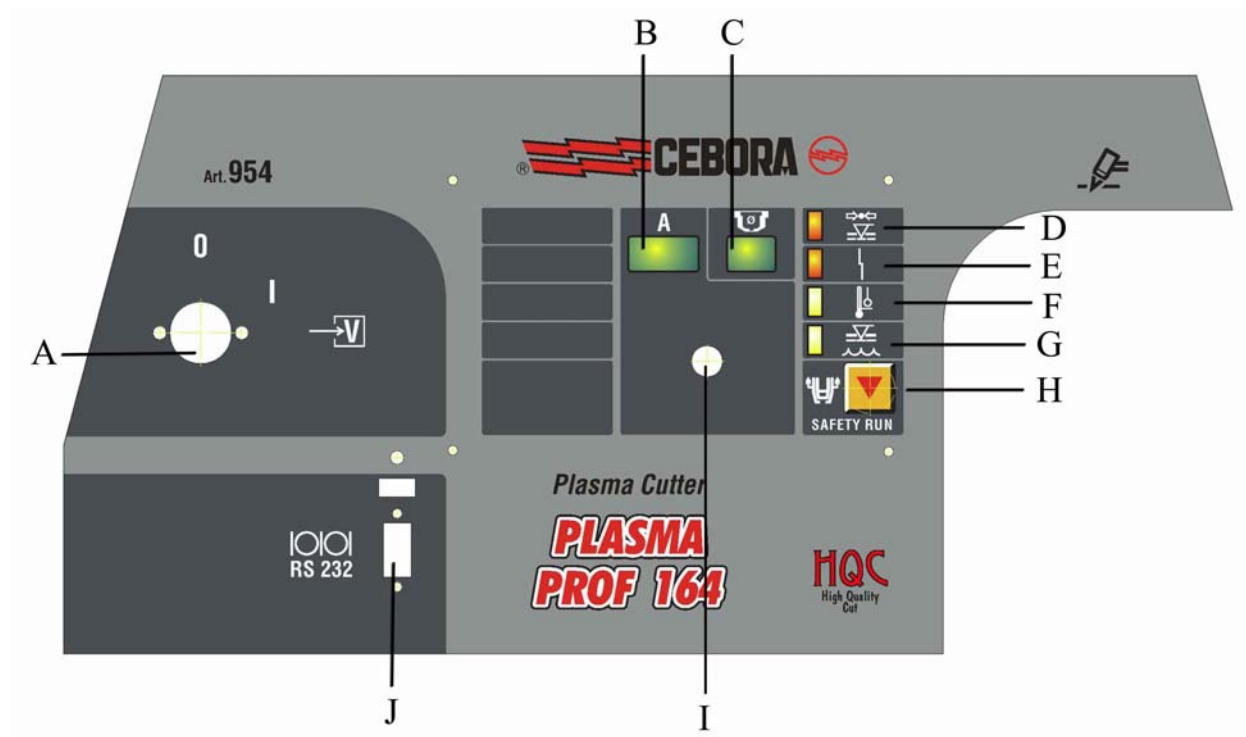 B C
® CEBORA
Art. 954
A Ø
O
I
V
A
D
E
F
G
H
SAFETY RUN
Plasma Cutter
PLASMA
PROF 164
RS 232
HQC
High Quality
Cut
J I